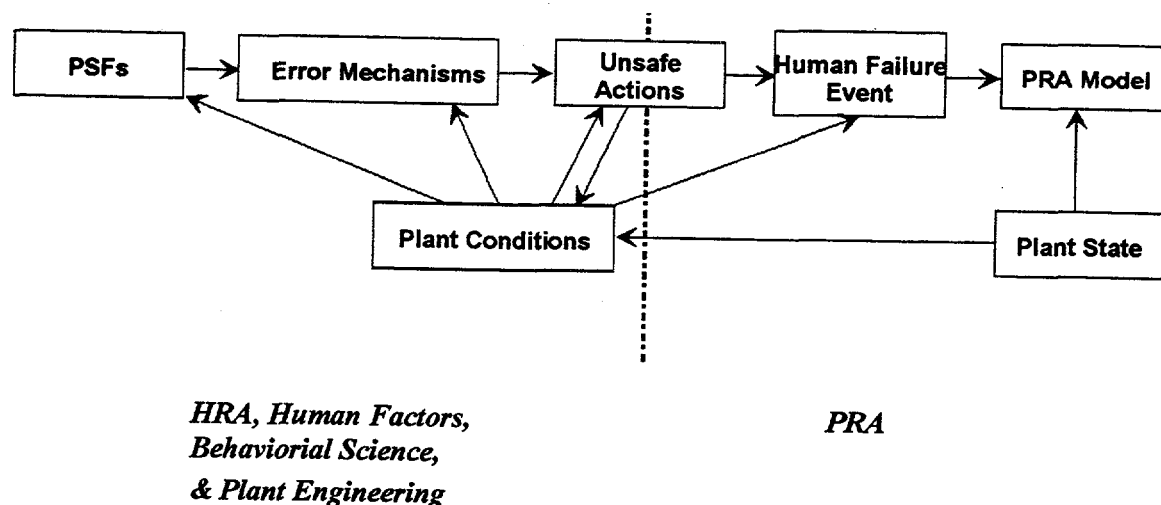 PSFs
Error Mechanisms
Unsafe
Actions
Human Failure
Event
PRA Model
Plant Conditions
Plant State
HRA, Human Factors,
Behaviorial Science,
& Plant Engineering
PRA